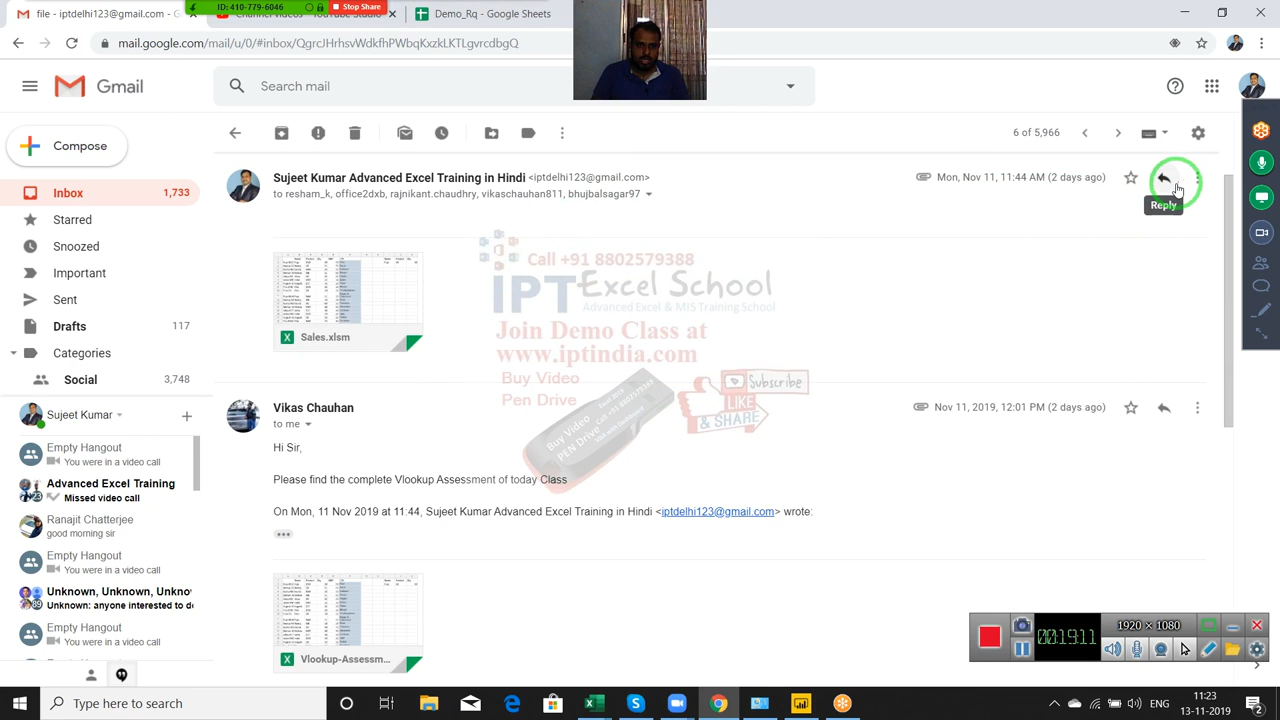 file - iptdelhi123@gmail.com - G
ID: 410-779-6046
Stop Share
Demo_Rq - Google Sheets
mail.google.com/mail/u/0/#inbox/QgrcJHrhsvWdkfhPWbqKxzkLKTLgvrcdbgQ
Gmail
Search mail
Compose
6 of 5,966
Inbox 1,733
Starred
Snoozed
Important
Sent
Drafts 117
Categories
Social 3,748
Sujeet Kumar
Empty Hangout
You were in a video call
Advanced Excel Training
Missed video call
Ranajit Chatterjee
good morning sir
Empty Hangout
You were in a video call
Unknown, Unknown, Unkno
Unknown: anyone interested to d
Empty Hangout
You were in a video call
Sujeet Kumar Advanced Excel Training in Hindi <iptdelhi123@gmail.com>
Mon, Nov 11, 11:44 AM (2 days ago)
to resham_k, office2dxb, rajnikant.chaudhry, vikaschauhan811, bhujbalsagar97
Reply
Call +91 8802579388
IPT Excel School
Advanced Excel & MIS Training School
Join Demo Class at
www.iptindia.com
Buy Video
Pen Drive
Subscribe
LIKE
& SHARE
Buy Video
PEN Drive
Sales.xlsm
Vikas Chauhan
Nov 11, 2019, 12:01 PM (2 days ago)
to me
Hi Sir,
Please find the complete Vlookup Assessment of today Class
On Mon, 11 Nov 2019 at 11:44, Sujeet Kumar Advanced Excel Training in Hindi <iptdelhi123@gmail.com> wrote:
Vlookup-Assessm...
1920 × 1080
00:19:11
Type here to search
ENG
11:23
13-11-2019
2